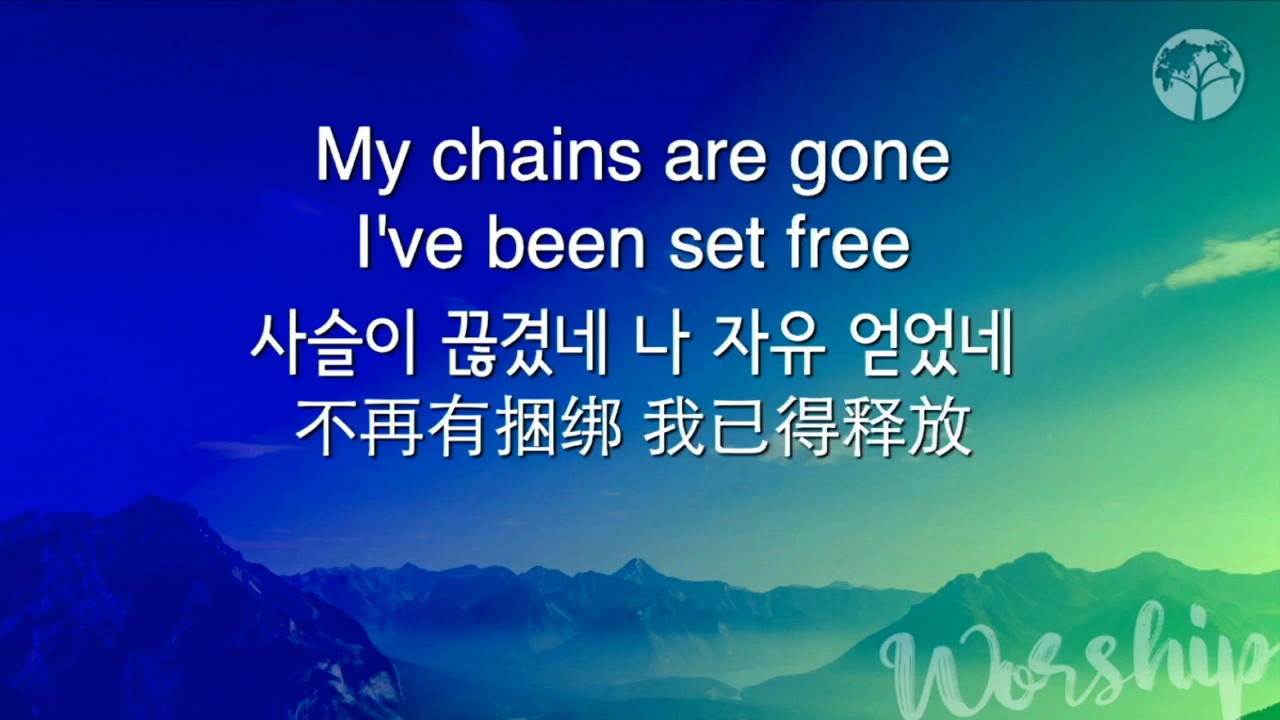 My chains are gone
I've been set free
사슬이 끊겼네 나 자유 얻었네
不再有捆绑 我已得释放
Worship